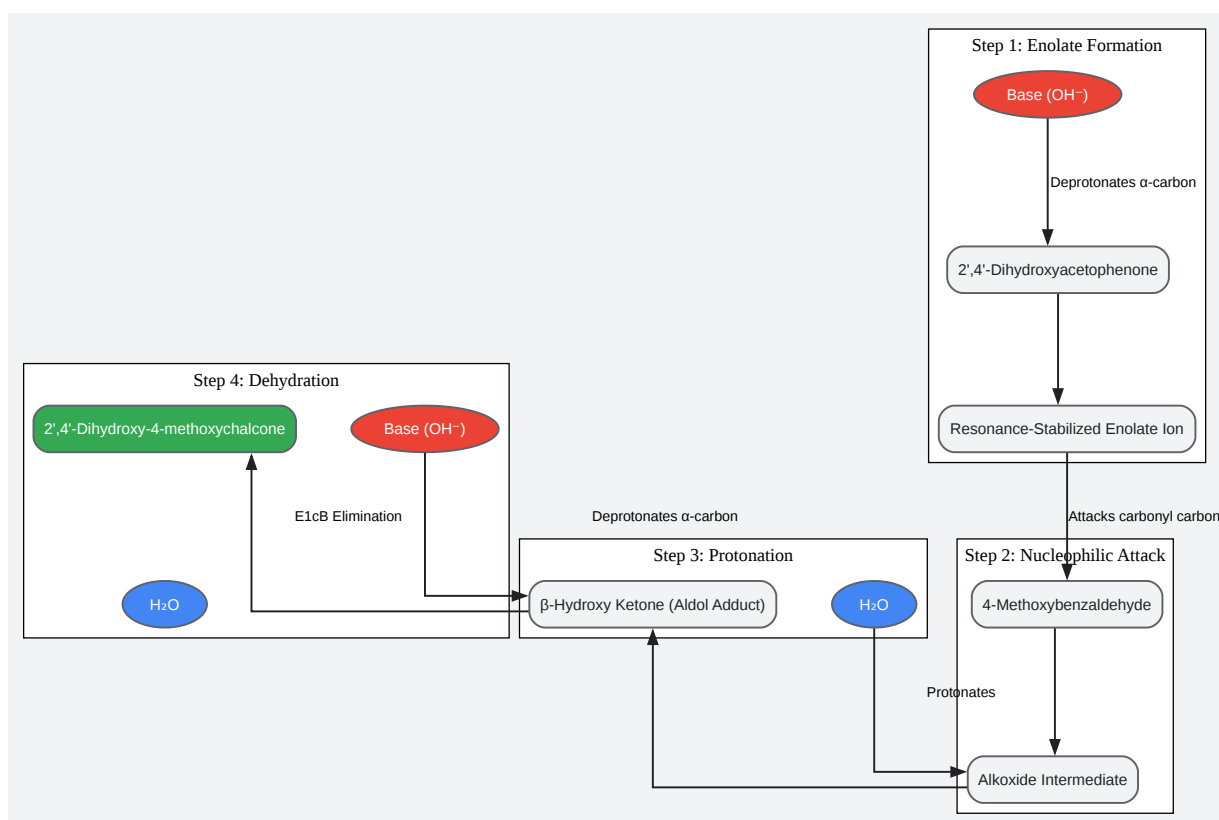 Step 1: Enolate Formation
Base (OH⁻)
Deprotonates α-carbon
2',4'-Dihydroxyacetophenone
Resonance-Stabilized Enolate Ion
Attacks carbonyl carbon
Step 2: Nucleophilic Attack
4-Methoxybenzaldehyde
Alkoxide Intermediate
Step 3: Protonation
β-Hydroxy Ketone (Aldol Adduct)
H₂O
Protonates
Step 4: Dehydration
2',4'-Dihydroxy-4-methoxychalcone
Base (OH⁻)
E1cB Elimination
Deprotonates α-carbon
H₂O